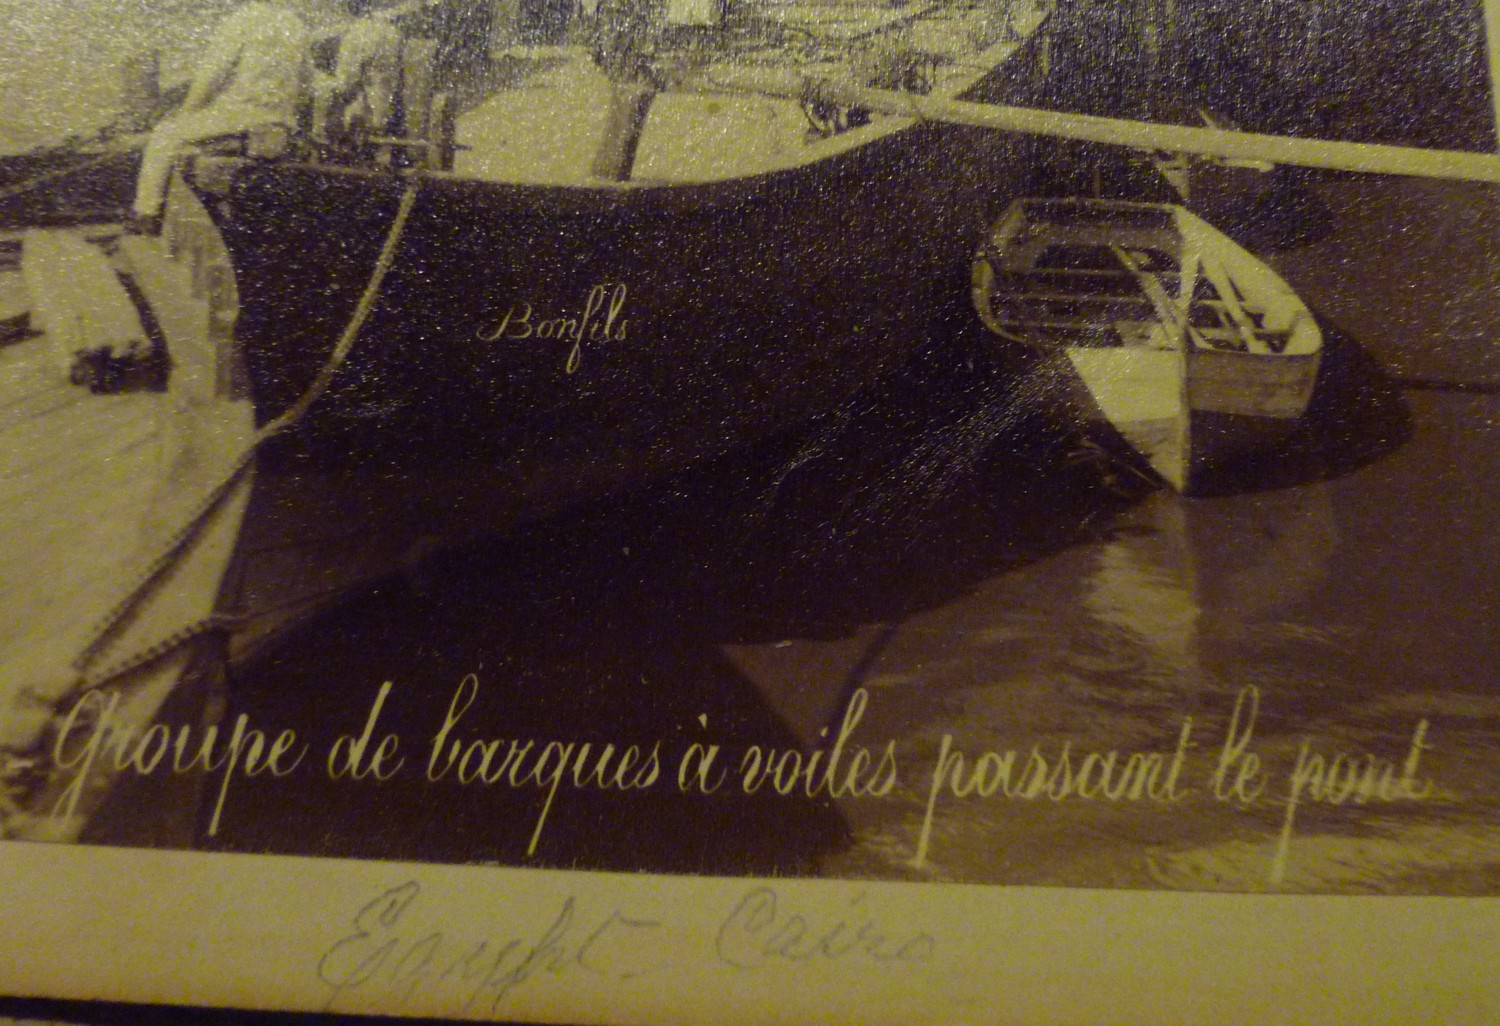 Bonfils
Groupe de barques à voiles passant le pont
Egypt - Cairo